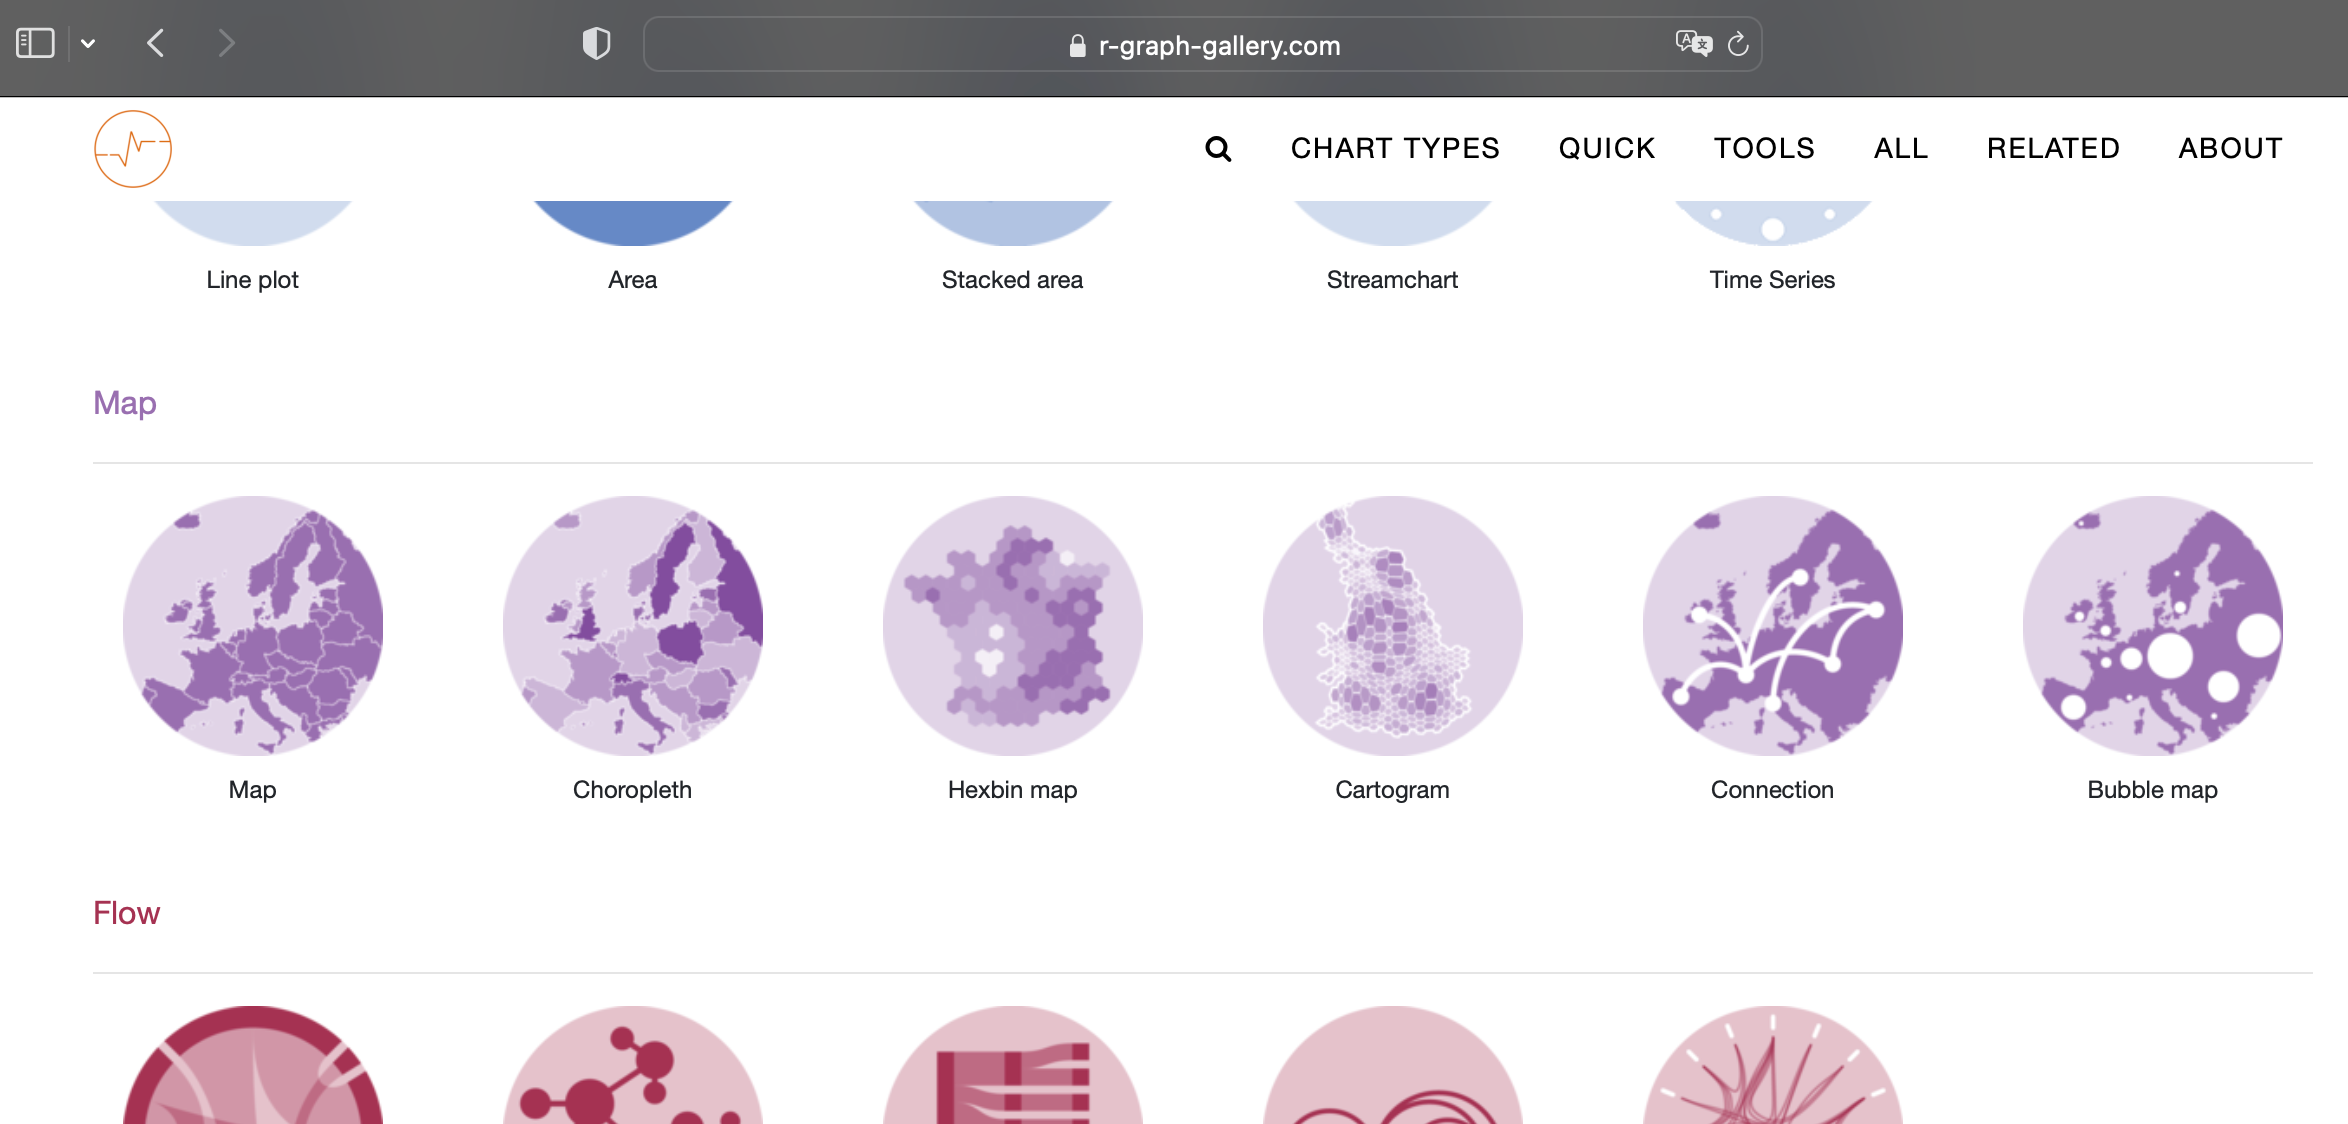 r-graph-gallery.com
CHART TYPES QUICK TOOLS ALL RELATED ABOUT
Line plot Area Stacked area Streamchart Time Series
Map
Map Choropleth Hexbin map Cartogram Connection Bubble map
Flow